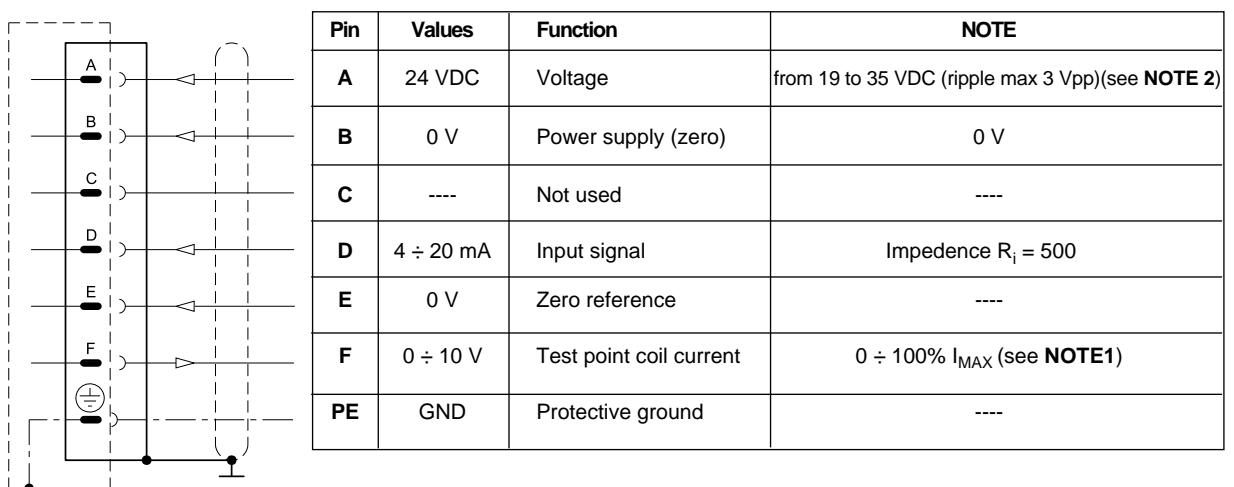 A
B
C
D
E
F
Pin Values Function NOTE
A 24 VDC Voltage from 19 to 35 VDC (ripple max 3 Vpp)(see NOTE 2)
B 0 V Power supply (zero) 0 V
C ---- Not used ----
D 4 ÷ 20 mA Input signal Impedence Ri = 500
E 0 V Zero reference ----
F 0 ÷ 10 V Test point coil current 0 ÷ 100% IMAX (see NOTE1)
PE GND Protective ground ----